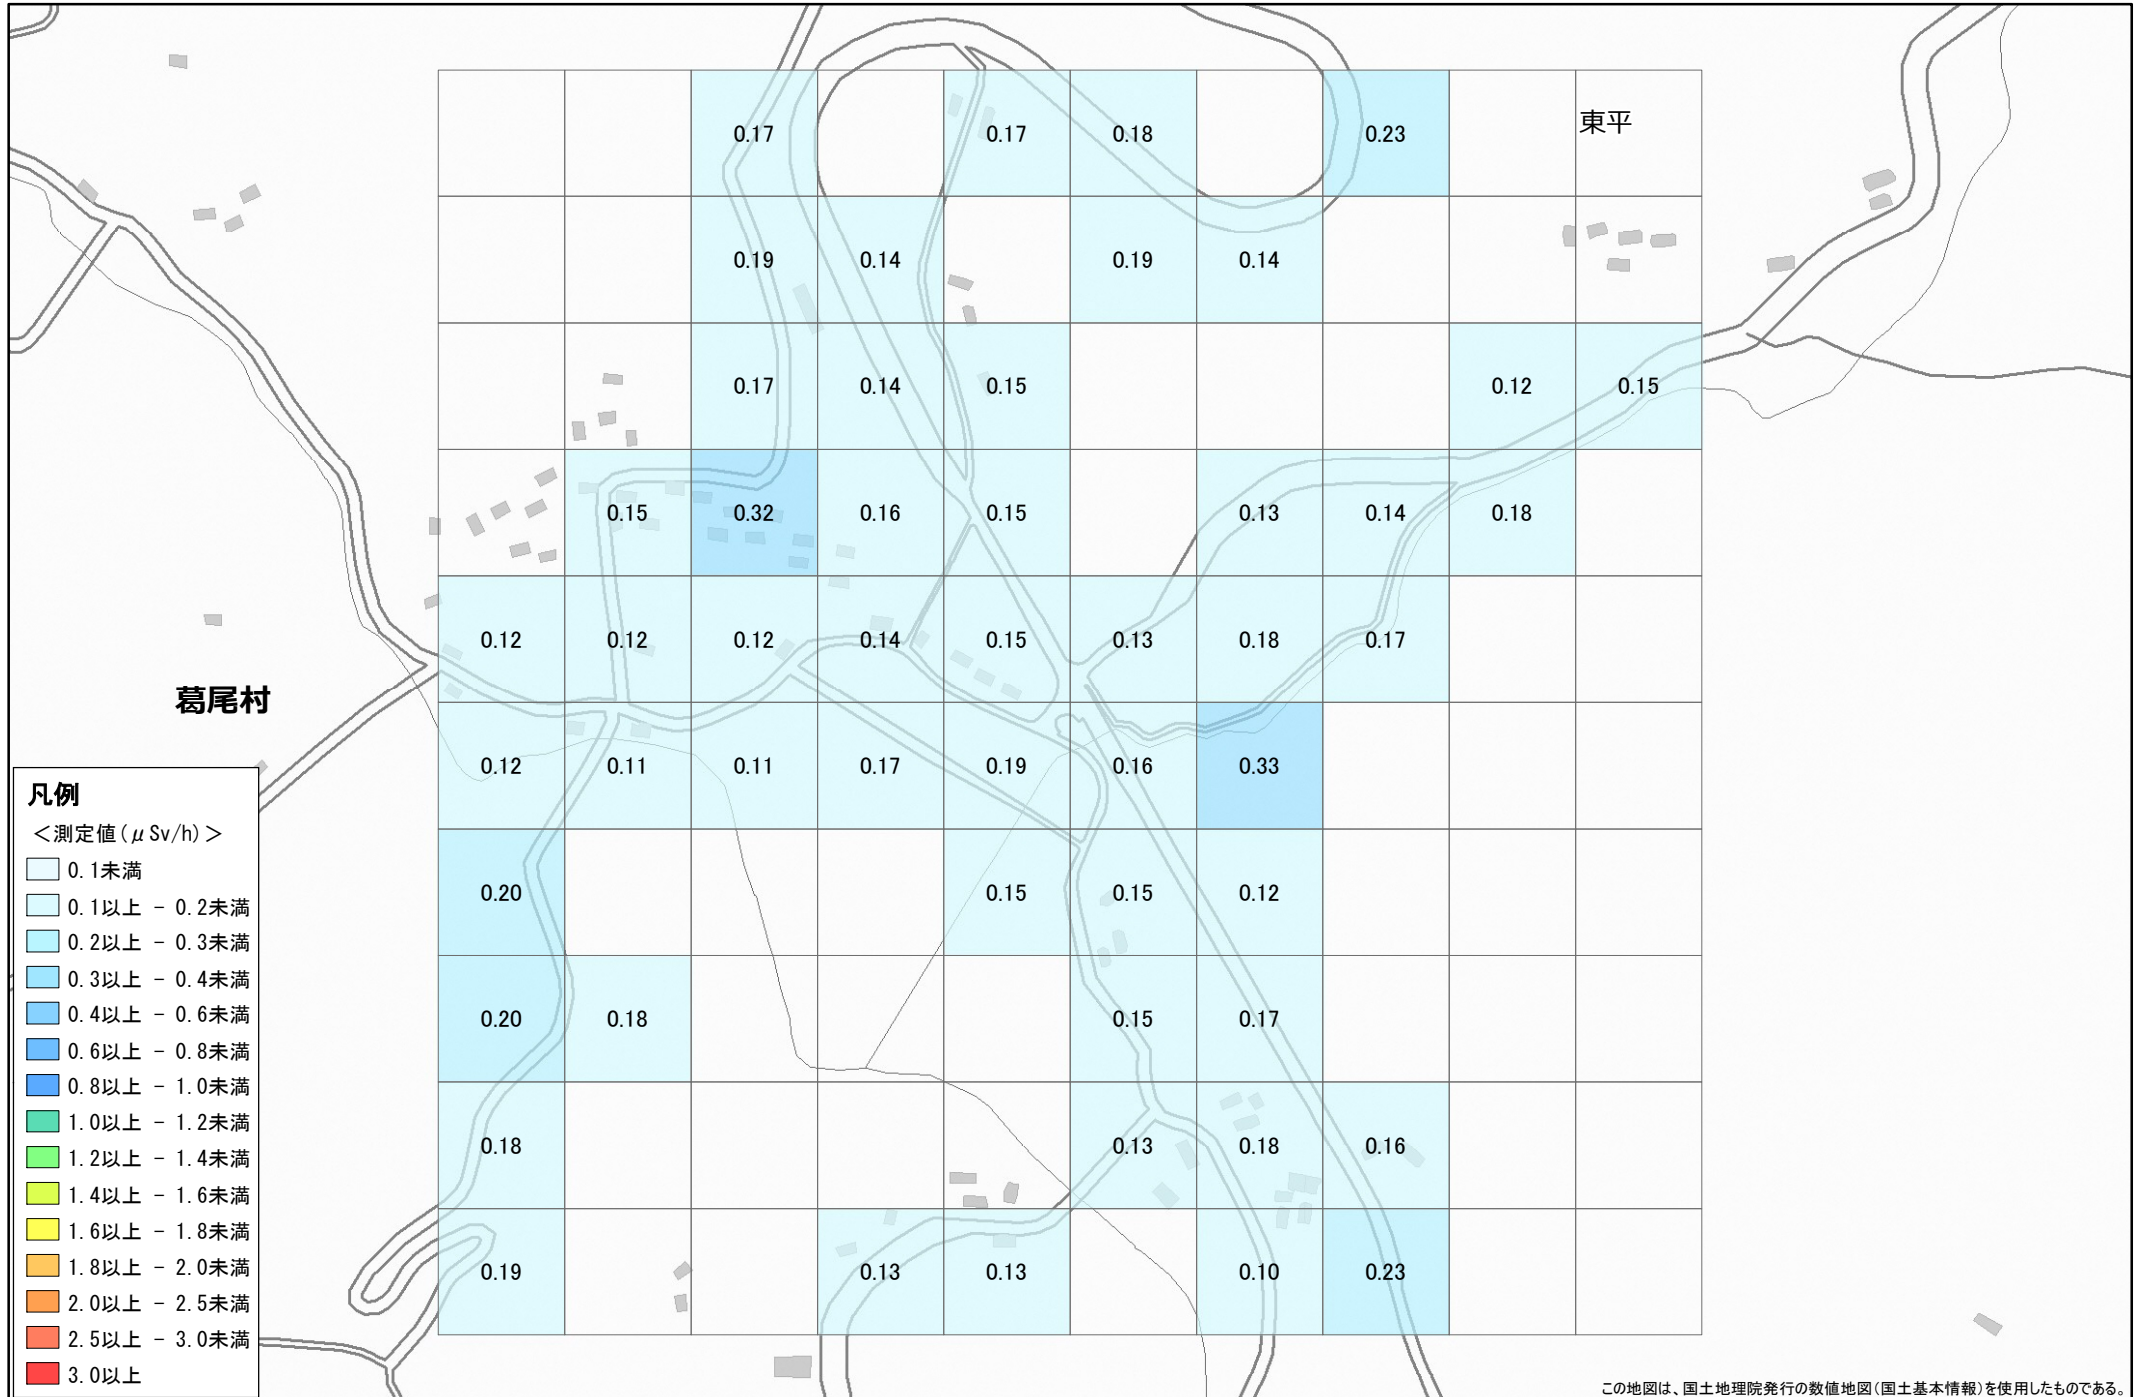 0.17 0.17 0.18 0.23 東平
0.19 0.14 0.19 0.14
0.17 0.14 0.15 0.12 0.15
0.15 0.32 0.16 0.15 0.13 0.14 0.18
0.12 0.12 0.12 0.14 0.15 0.13 0.18 0.17
葛尾村
0.12 0.11 0.11 0.17 0.19 0.16 0.33
0.20 0.15 0.15 0.12
0.20 0.18 0.15 0.17
0.18 0.13 0.18 0.16
0.19 0.13 0.13 0.10 0.23
凡例
＜測定値(μSv/h)＞
0.1未満
0.1以上 - 0.2未満
0.2以上 - 0.3未満
0.3以上 - 0.4未満
0.4以上 - 0.6未満
0.6以上 - 0.8未満
0.8以上 - 1.0未満
1.0以上 - 1.2未満
1.2以上 - 1.4未満
1.4以上 - 1.6未満
1.6以上 - 1.8未満
1.8以上 - 2.0未満
2.0以上 - 2.5未満
2.5以上 - 3.0未満
3.0以上
この地図は、国土地理院発行の数値地図(国土基本情報)を使用したものである。